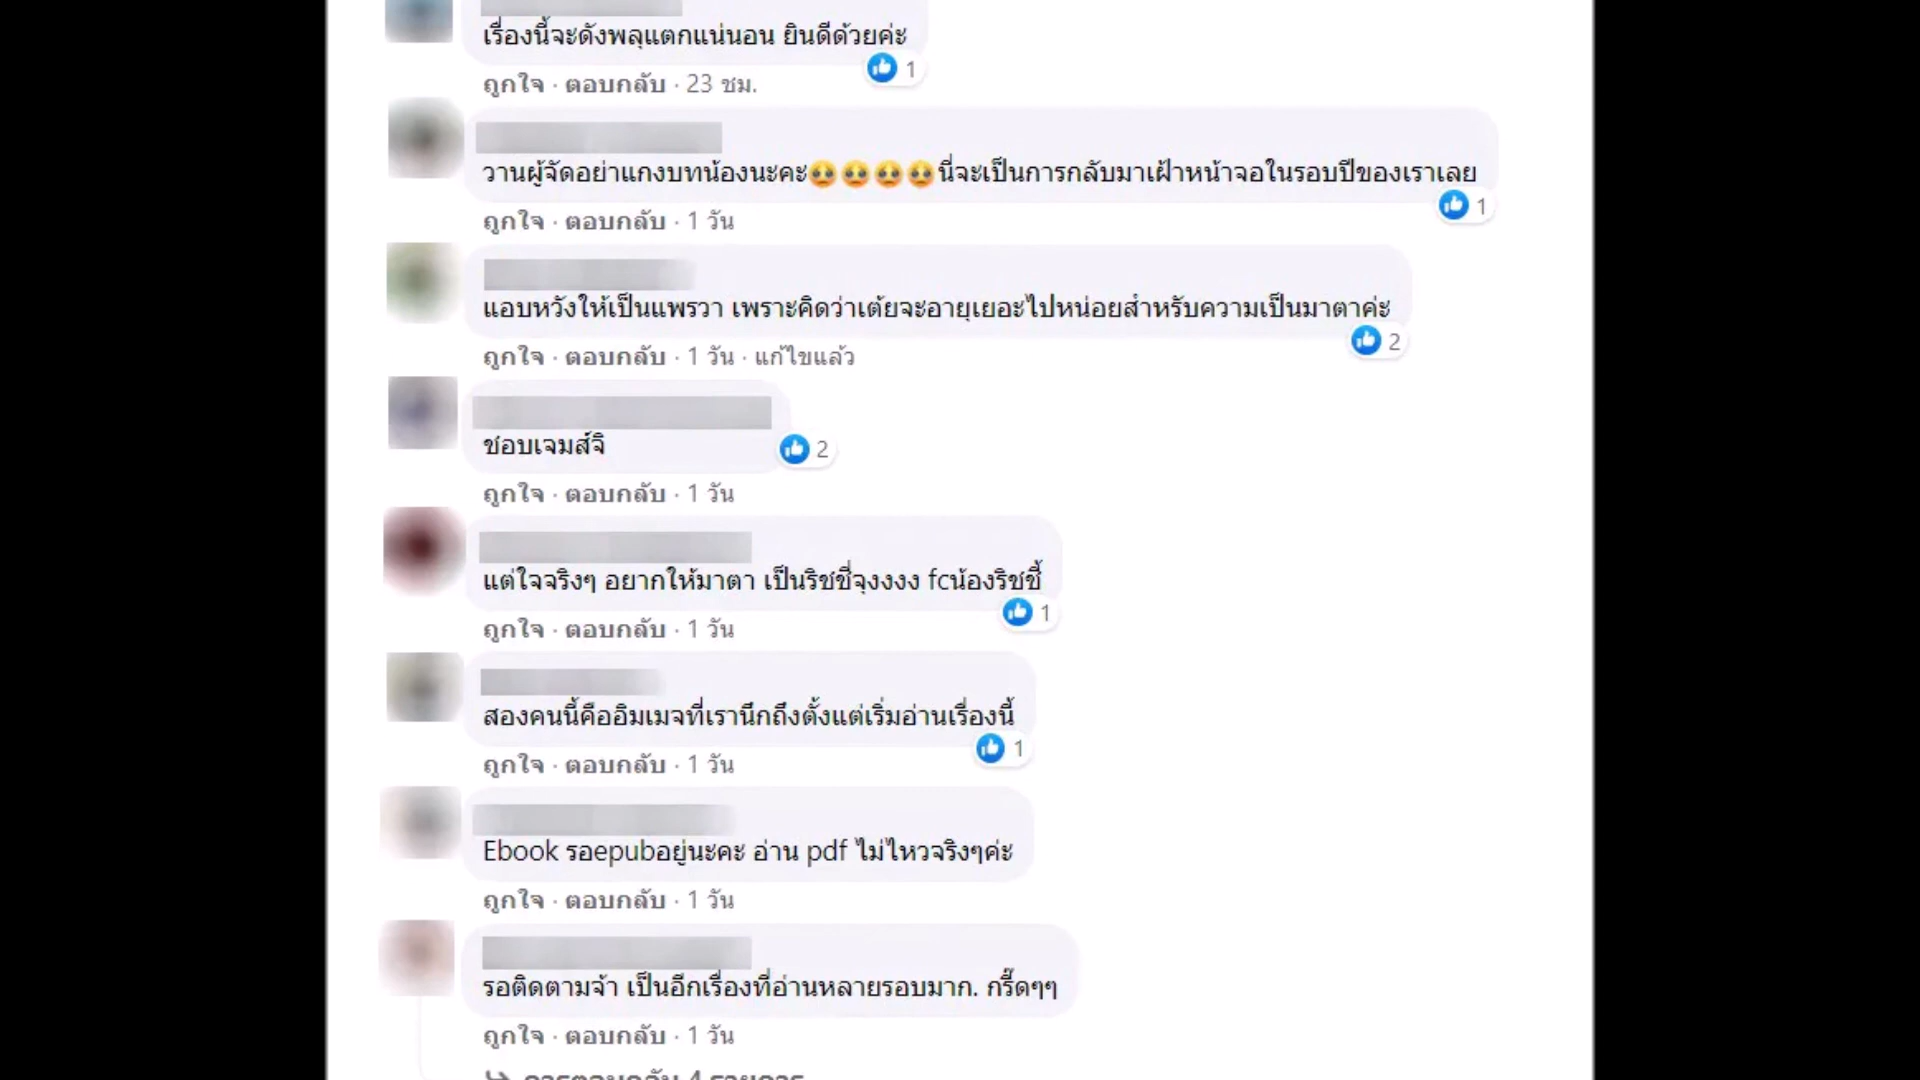 เรื่องนี้จะดังพลุแตกแน่นอน ยินดีด้วยค่ะ
1
ถูกใจ · ตอบกลับ · 23 ชม.
วานผู้จัดอย่าแกงบทน้องนะคะ🥺🥺🥺🥺นี่จะเป็นการกลับมาเฝ้าหน้าจอในรอบปีของเราเลย
1
ถูกใจ · ตอบกลับ · 1 วัน
แอบหวังให้เป็นแพรวา เพราะคิดว่าเต้ยจะอายุเยอะไปหน่อยสำหรับความเป็นมาตาค่ะ
2
ถูกใจ · ตอบกลับ · 1 วัน · แก้ไขแล้ว
ชอบเจมส์จิ
2
ถูกใจ · ตอบกลับ · 1 วัน
แต่ใจจริงๆ อยากให้มาตา เป็นริชชี่จุงงงง fcน้องริชชี้
1
ถูกใจ · ตอบกลับ · 1 วัน
สองคนนี้คืออิมเมจที่เรานึกถึงตั้งแต่เริ่มอ่านเรื่องนี้
1
ถูกใจ · ตอบกลับ · 1 วัน
Ebook รอepubอยู่นะคะ อ่าน pdf ไม่ไหวจริงๆค่ะ
ถูกใจ · ตอบกลับ · 1 วัน
รอติดตามจ้า เป็นอีกเรื่องที่อ่านหลายรอบมาก. กรี๊ดๆๆ
ถูกใจ · ตอบกลับ · 1 วัน
การตอบกลับ 4 รายการ